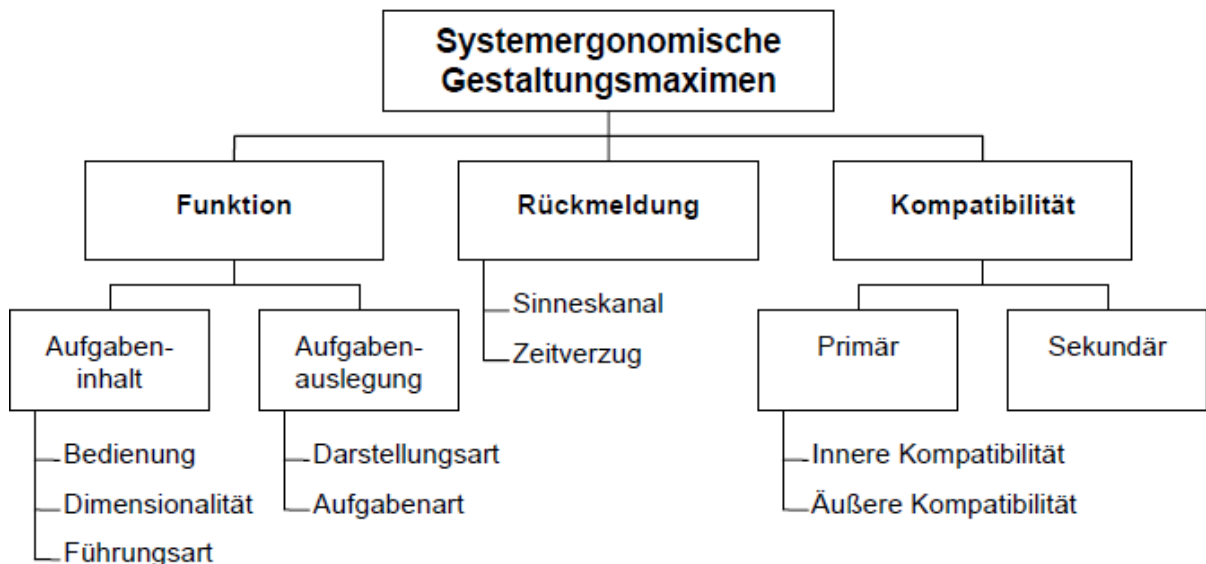 Systemergonomische
Gestaltungsmaximen
Funktion
Rückmeldung
Kompatibilität
Aufgaben-
inhalt
Aufgaben-
auslegung
Sinneskanal
Zeitverzug
Primär
Sekundär
Bedienung
Dimensionalität
Führungsart
Darstellungsart
Aufgabenart
Innere Kompatibilität
Äußere Kompatibilität